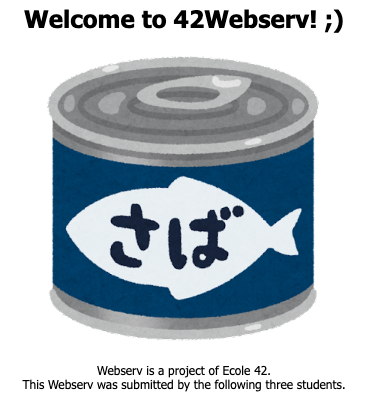 Welcome to 42Webserv! ;)
さば
Webserv is a project of Ecole 42.
This Webserv was submitted by the following three students.